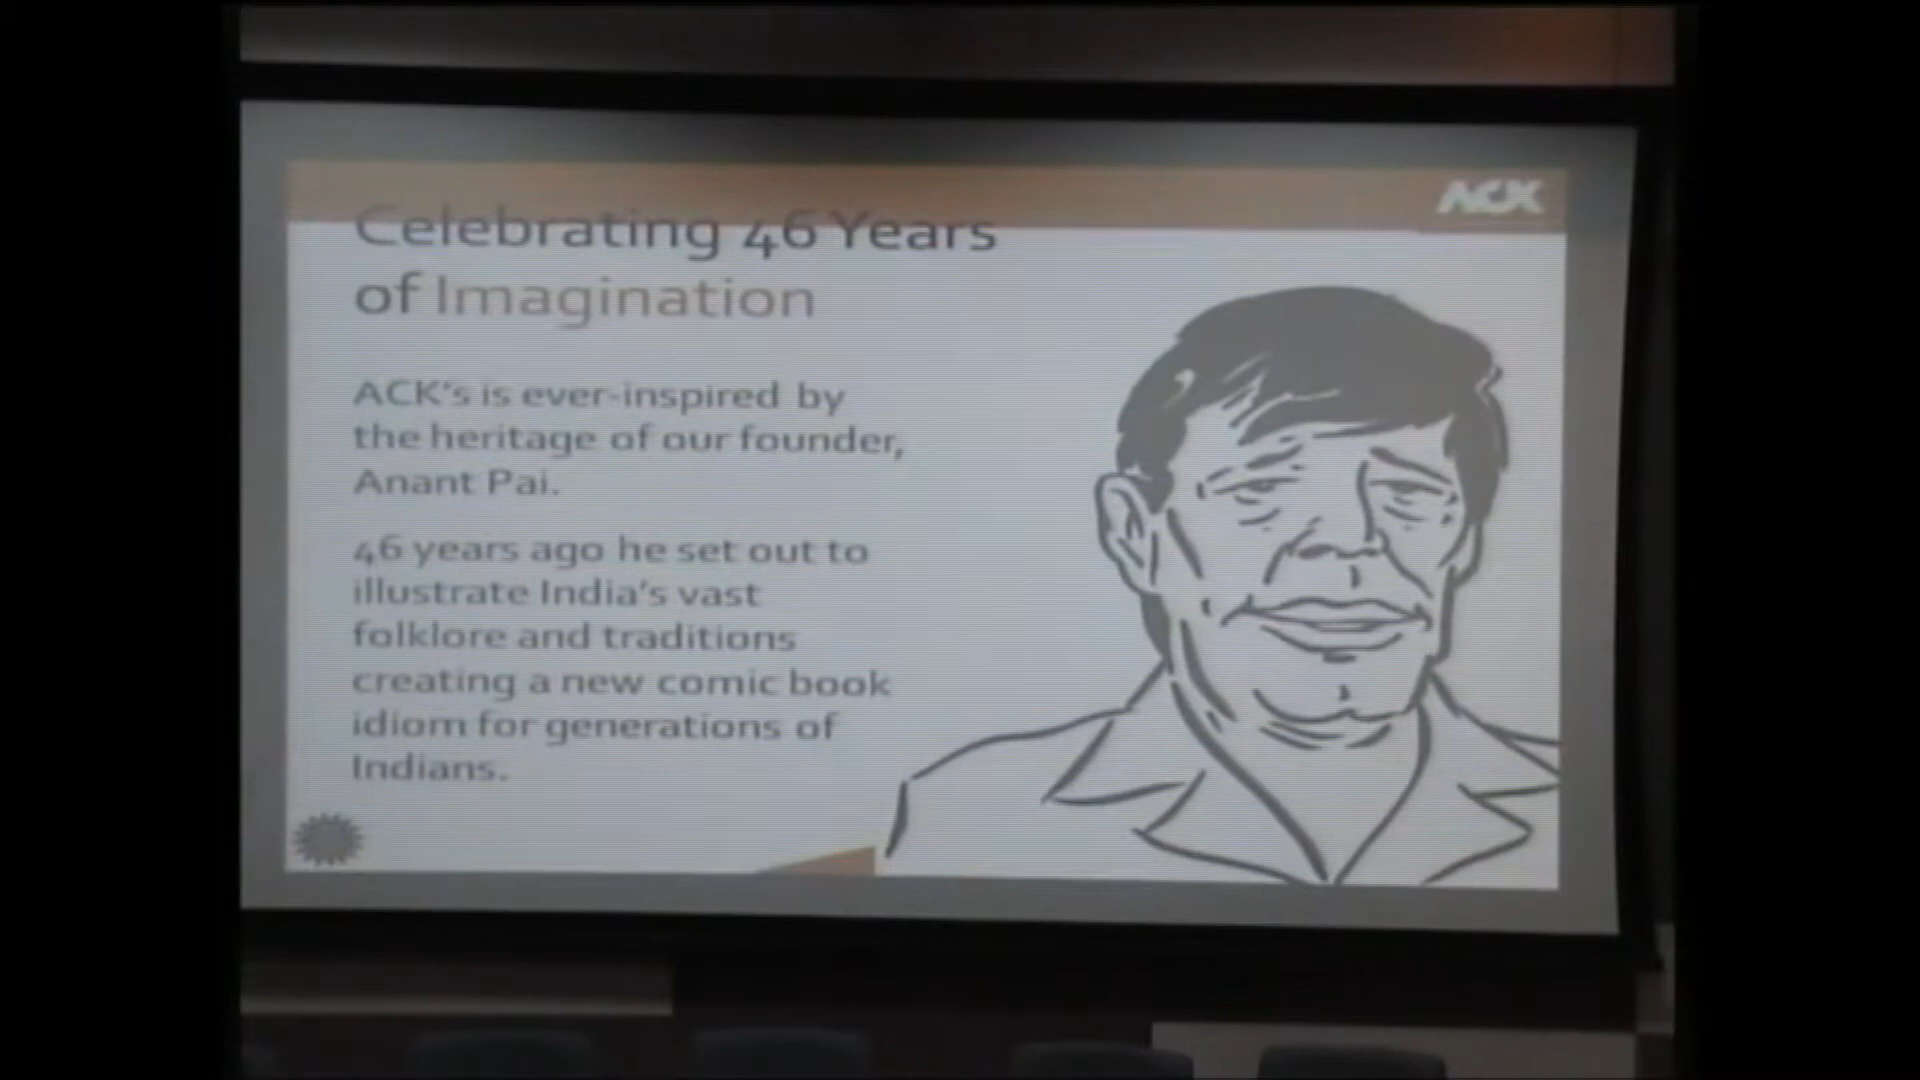 ACK
Celebrating 46 Years
of Imagination
ACK's is ever-inspired by
the heritage of our founder,
Anant Pai.
46 years ago he set out to
illustrate India's vast
folklore and traditions
creating a new comic book
idiom for generations of
Indians.